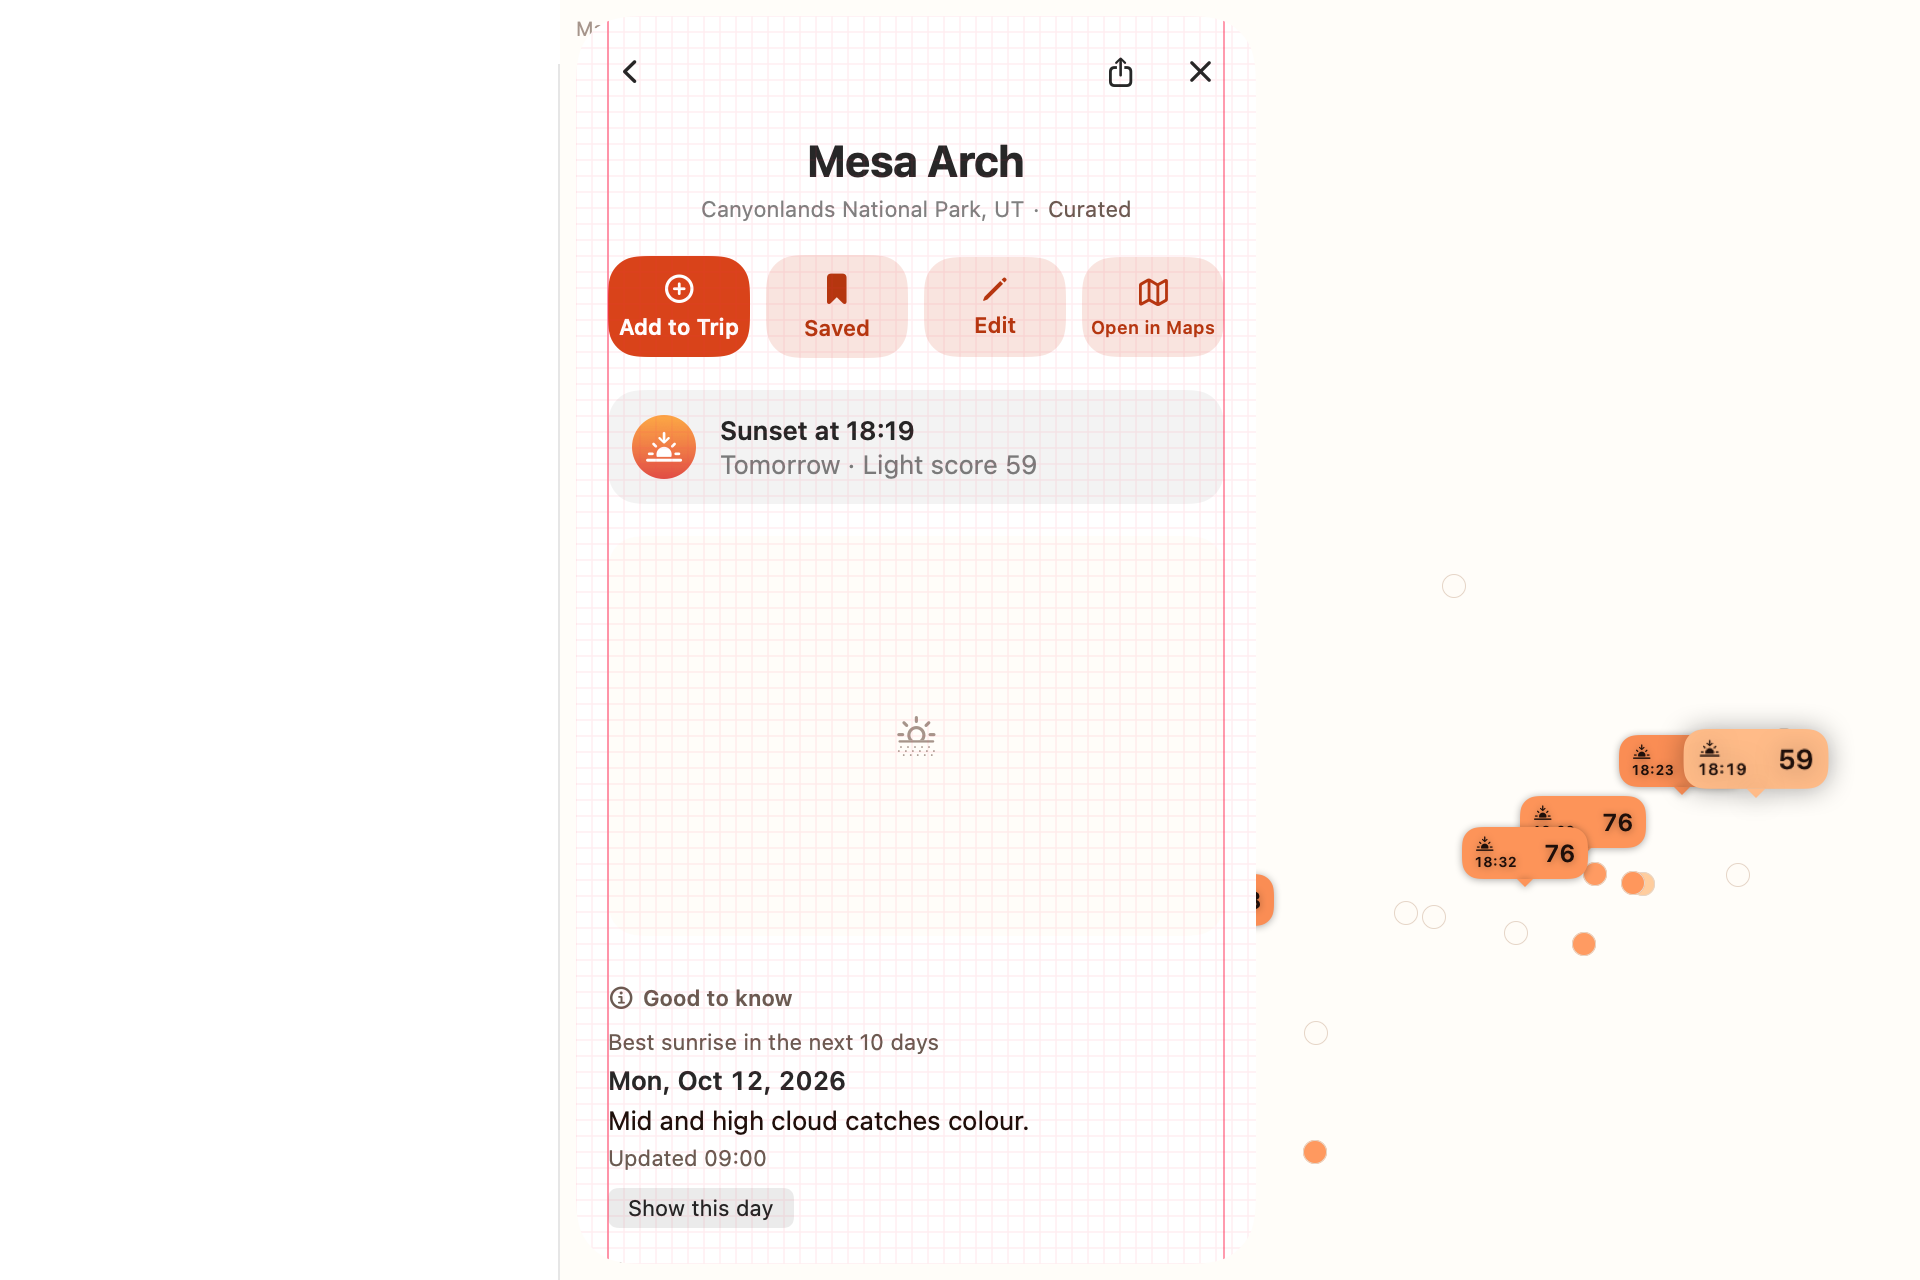 Mesa Arch
Canyonlands National Park, UT · Curated
Add to Trip
Saved
Edit
Open in Maps
Sunset at 18:19
Tomorrow · Light score 59
18:23
18:19
59
76
18:32
76
Good to know
Best sunrise in the next 10 days
Mon, Oct 12, 2026
Mid and high cloud catches colour.
Updated 09:00
Show this day